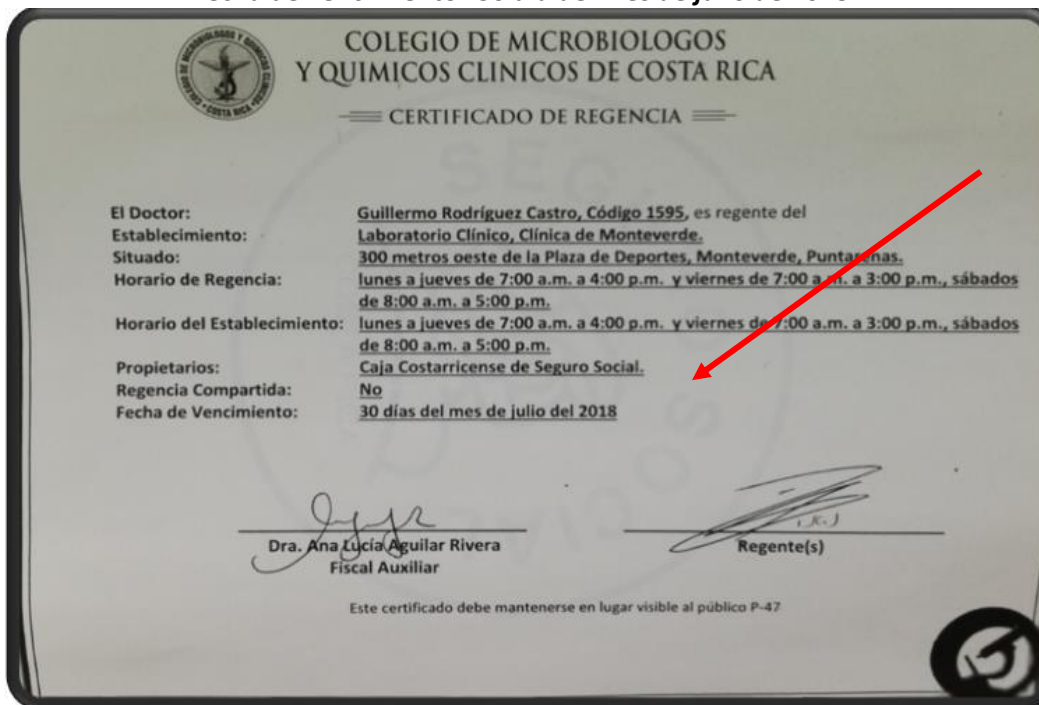 COLEGIO DE MICROBIOLOGOS
Y QUIMICOS CLINICOS DE COSTA RICA
CERTIFICADO DE REGENCIA
El Doctor: Guillermo Rodríguez Castro, Código 1595, es regente del
Establecimiento: Laboratorio Clínico, Clínica de Monteverde.
Situado: 300 metros oeste de la Plaza de Deportes, Monteverde, Puntarenas.
Horario de Regencia: lunes a jueves de 7:00 a.m. a 4:00 p.m. y viernes de 7:00 a.m. a 3:00 p.m., sábados
de 8:00 a.m. a 5:00 p.m.
Horario del Establecimiento: lunes a jueves de 7:00 a.m. a 4:00 p.m. y viernes de 7:00 a.m. a 3:00 p.m., sábados
de 8:00 a.m. a 5:00 p.m.
Propietarios: Caja Costarricense de Seguro Social.
Regencia Compartida: No
Fecha de Vencimiento: 30 días del mes de julio del 2018
Dra. Ana Lucía Aguilar Rivera
Fiscal Auxiliar
Regente(s)
Este certificado debe mantenerse en lugar visible al público P-47